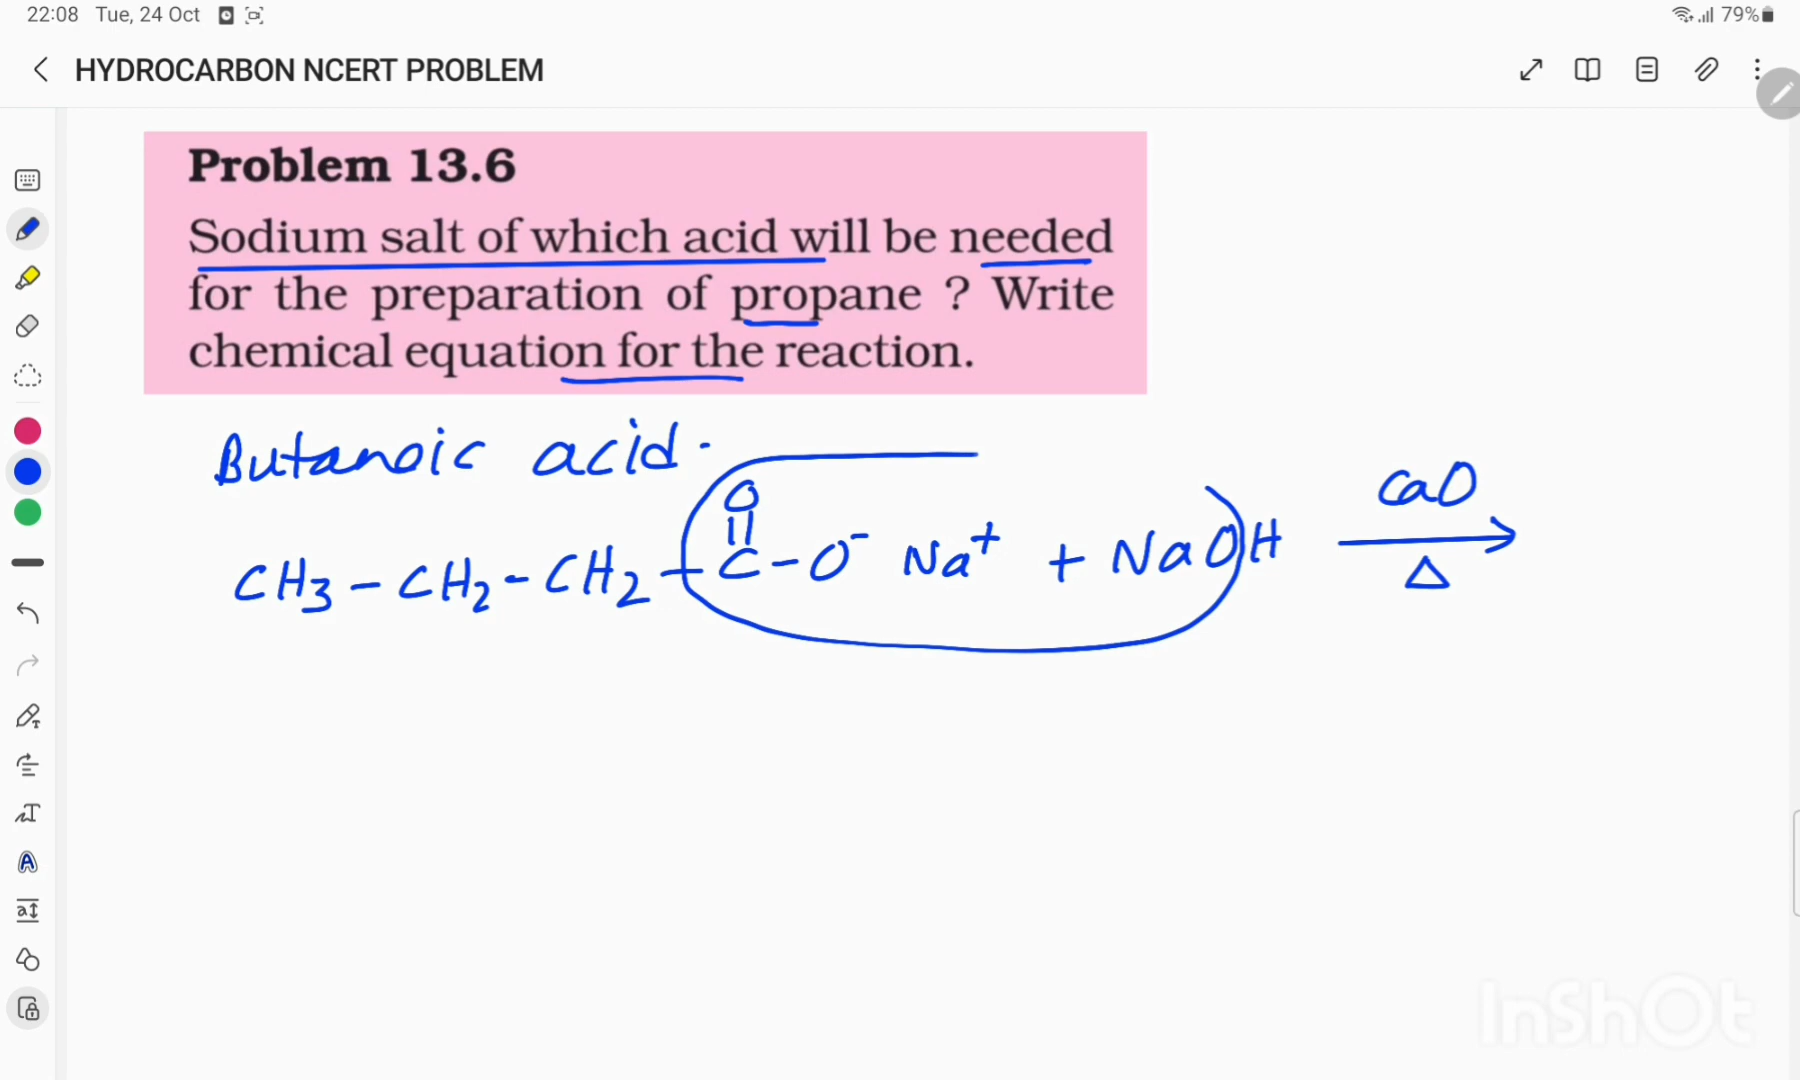 22:08 Tue, 24 Oct 79%
HYDROCARBON NCERT PROBLEM
Problem 13.6
Sodium salt of which acid will be needed
for the preparation of propane ? Write
chemical equation for the reaction.
Butanoic acid.
O
||
CH3 - CH2 - CH2 - C - O⁻ Na⁺ + NaOH
CaO
→
Δ
InShOt